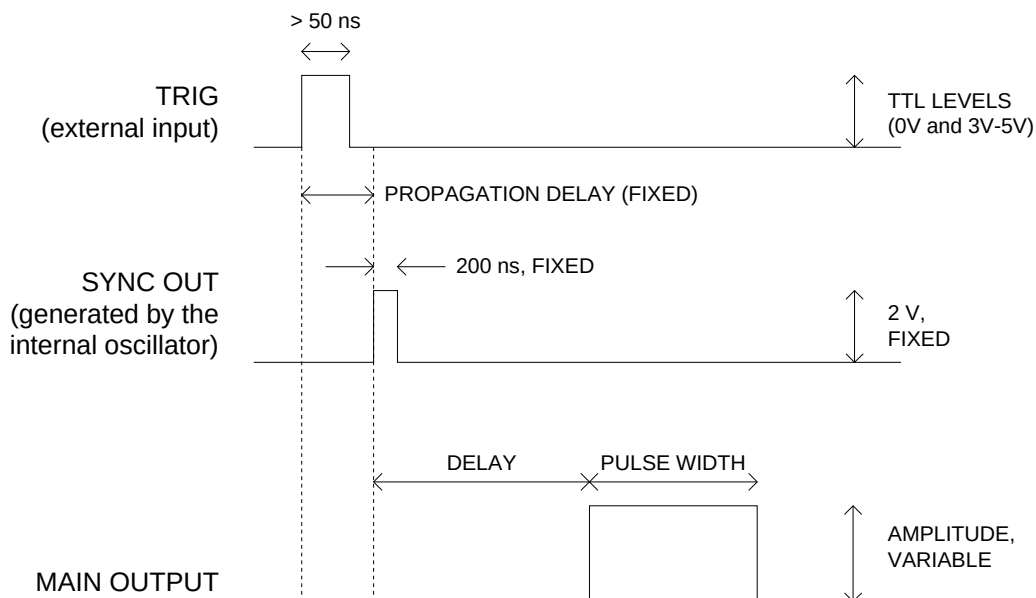 > 50 ns
TRIG
(external input)
TTL LEVELS
(0V and 3V-5V)
PROPAGATION DELAY (FIXED)
200 ns, FIXED
SYNC OUT
(generated by the
internal oscillator)
2 V,
FIXED
DELAY
PULSE WIDTH
AMPLITUDE,
VARIABLE
MAIN OUTPUT